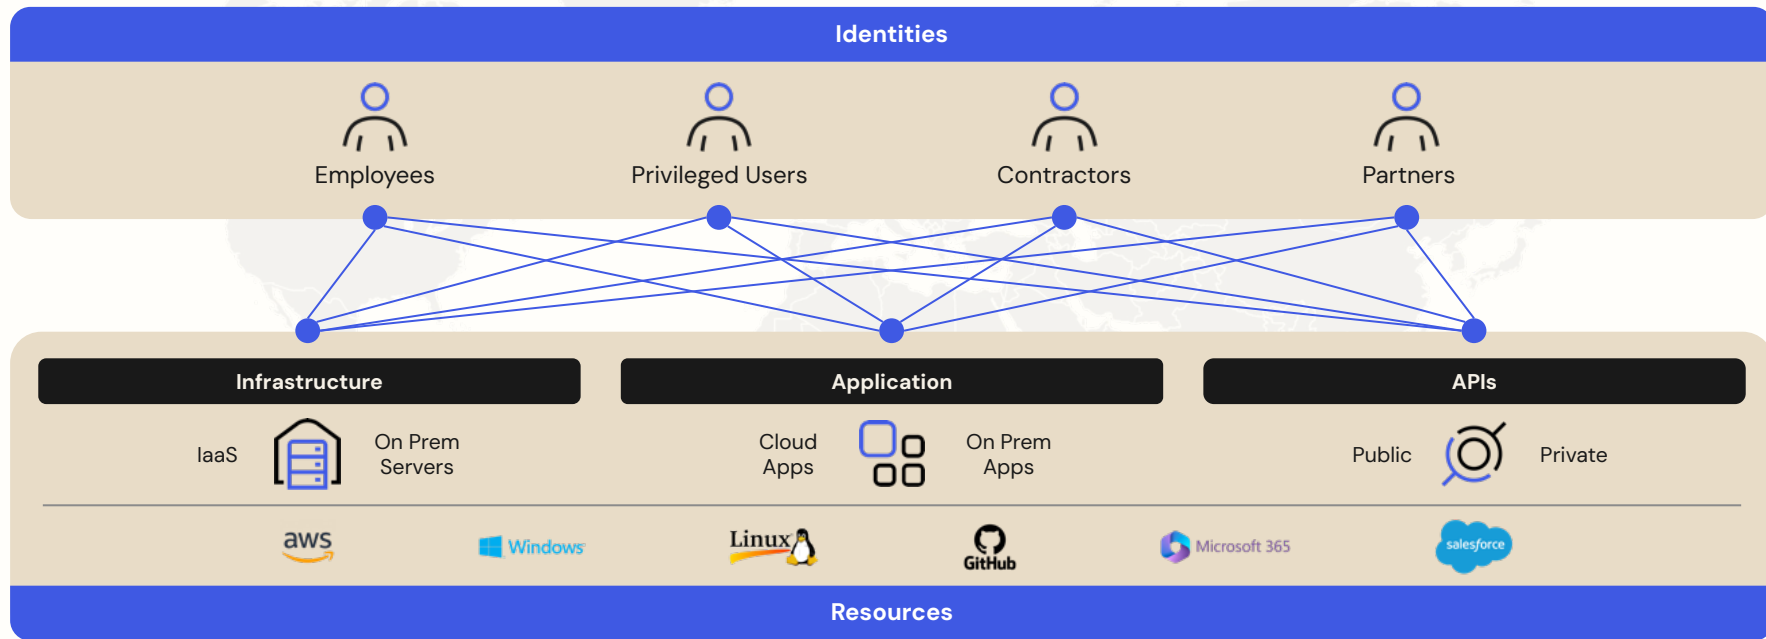 Identities
Employees
Privileged Users
Contractors
Partners
Infrastructure
Application
APIs
IaaS
On Prem
Servers
Cloud
Apps
On Prem
Apps
Public
Private
aws
Windows
Linux
GitHub
Microsoft 365
salesforce
Resources